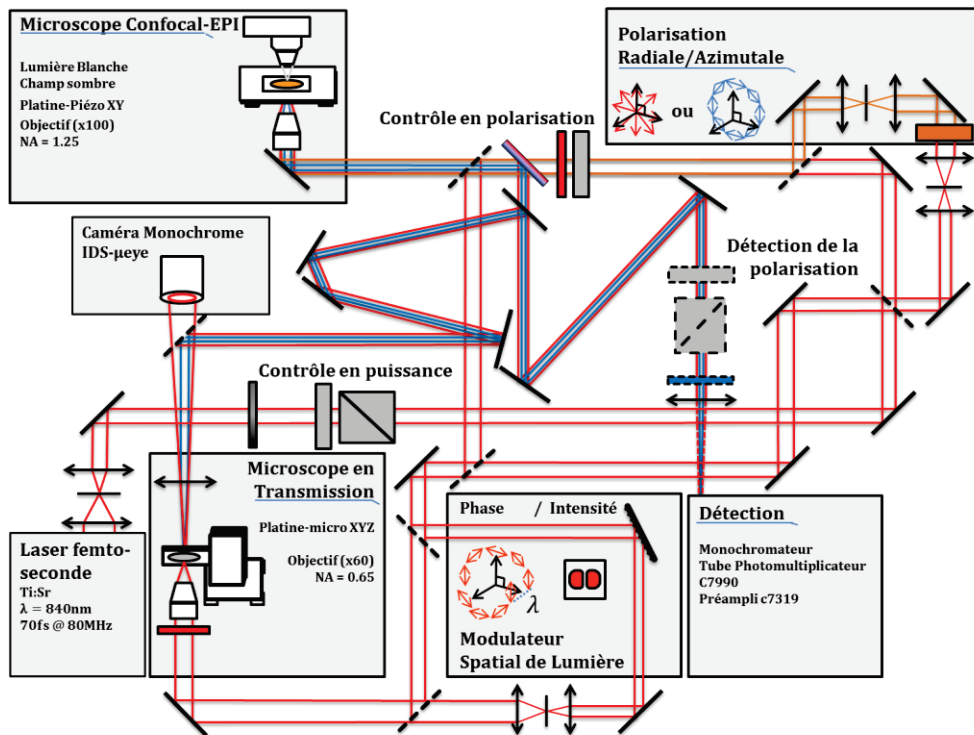 Microscope Confocal-EPI
Lumière Blanche
Champ sombre
Platine-Piézo XY
Objectif (x100)
NA = 1.25
Contrôle en polarisation
Polarisation
Radiale/Azimutale
ou
Caméra Monochrome
IDS-µeye
Détection de la
polarisation
Contrôle en puissance
Microscope en
Transmission
Platine-micro XYZ
Objectif (x60)
NA = 0.65
Laser femto-
seconde
Ti:Sr
λ = 840nm
70fs @ 80MHz
Phase / Intensité
λ
Modulateur
Spatial de Lumière
Détection
Monochromateur
Tube Photomultiplicateur
C7990
Préampli c7319